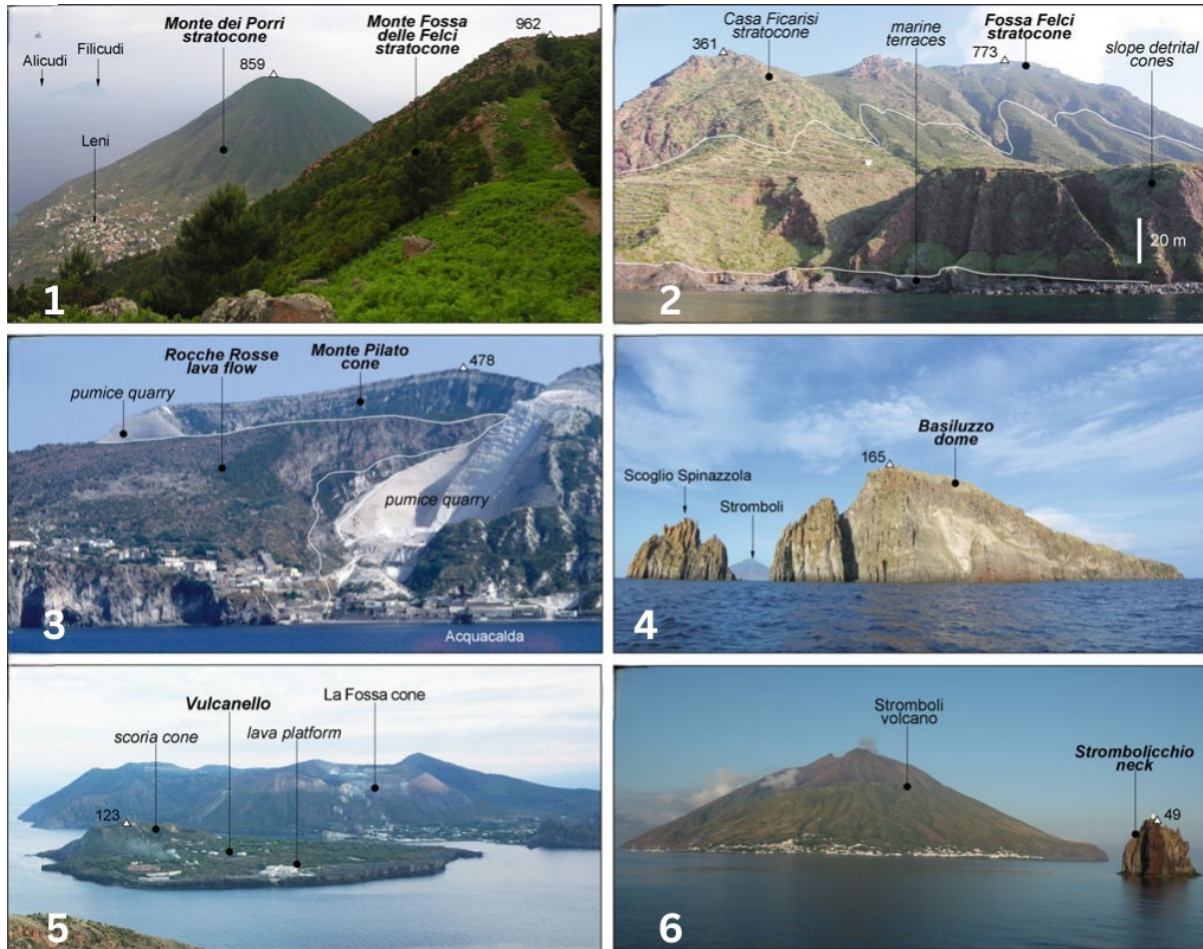 Monte dei Porri
stratocone
Monte Fossa
delle Felci
stratocone
962
Filicudi
Alicudi
859
Leni
1
Casa Ficarisi
stratocone
361
marine
terraces
Fossa Felci
stratocone
773
slope detrital
cones
20 m
2
Rocche Rosse
lava flow
Monte Pilato
cone
478
pumice quarry
pumice quarry
3
Acquacalda
Basiluzzo
dome
165
Scoglio Spinazzola
Stromboli
4
Vulcanello
La Fossa cone
scoria cone
lava platform
123
5
Stromboli
volcano
Strombolicchio
neck
49
6